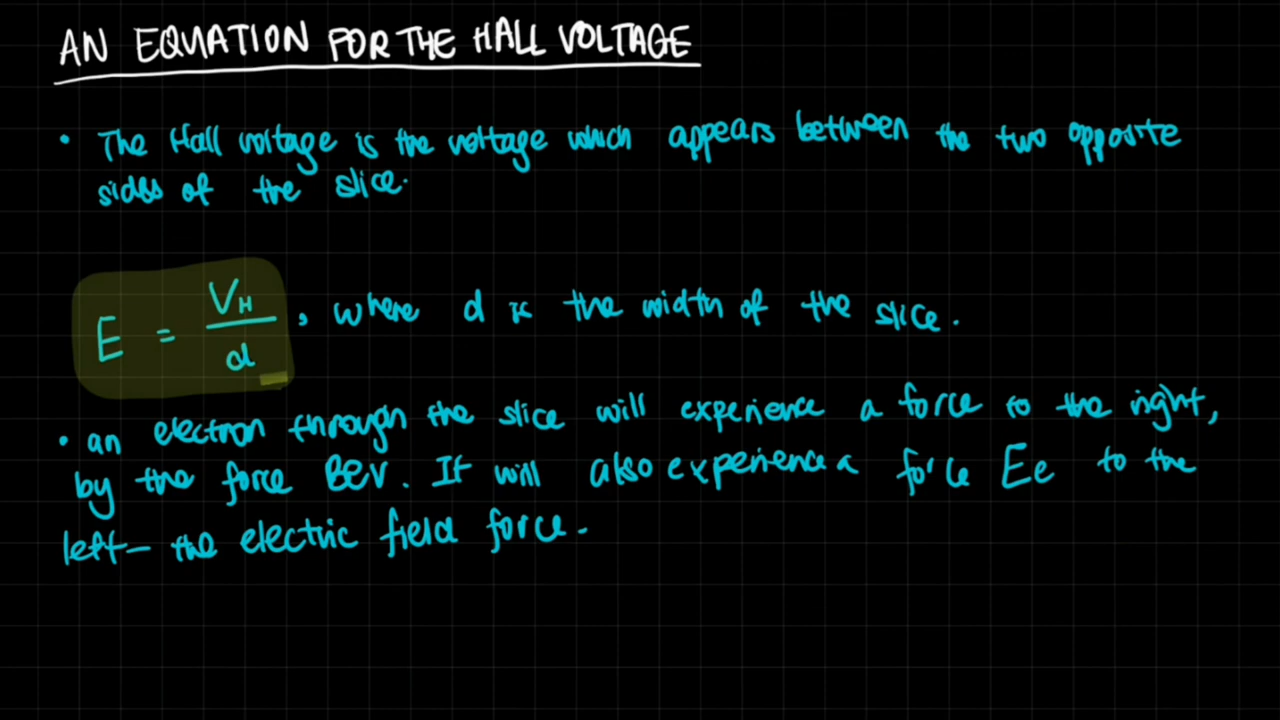 AN EQUATION FOR THE HALL VOLTAGE
• The Hall voltage is the voltage which appears between the two opposite
sides of the slice.
E = V_H / d , where d is the width of the slice.
• an electron through the slice will experience a force to the right,
by the force BeV. It will also experience a force Ee to the
left – the electric field force.